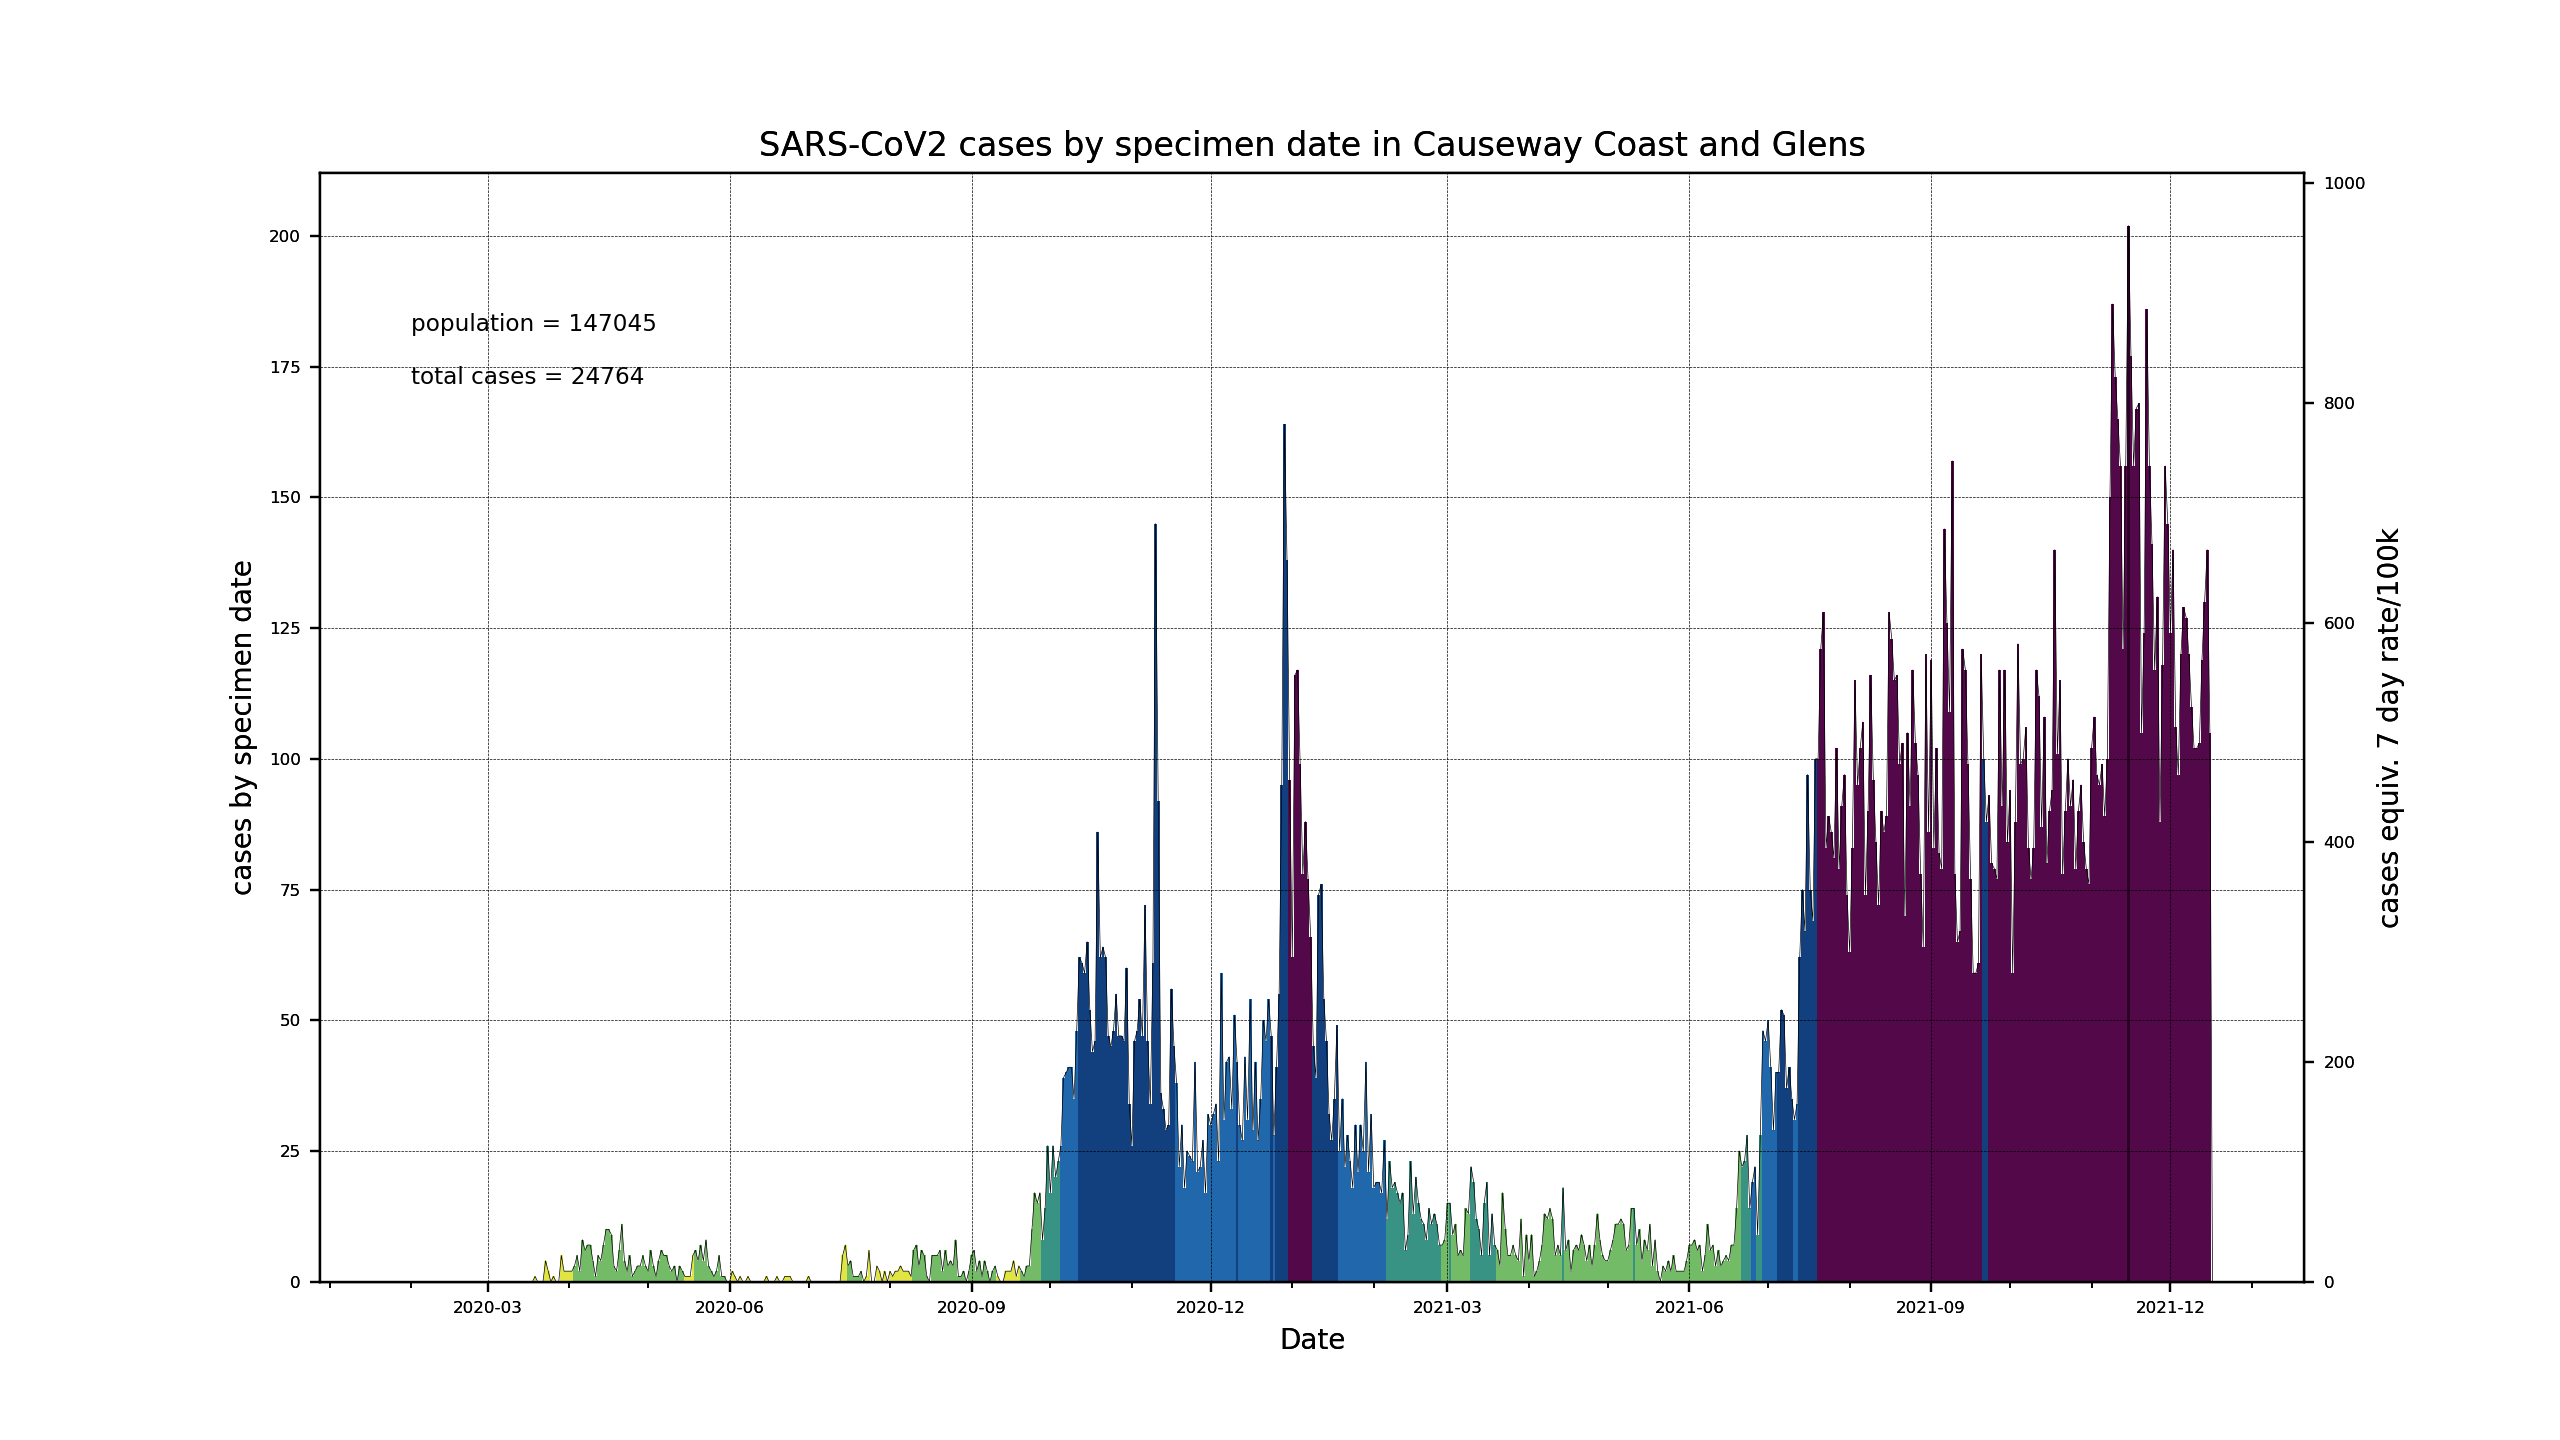 SARS-CoV2 cases by specimen date in Causeway Coast and Glens
population = 147045
total cases = 24764
cases by specimen date
200
175
150
125
100
75
50
25
0
1000
800
600
400
200
0
cases equiv. 7 day rate/100k
2020-03 2020-06 2020-09 2020-12 2021-03 2021-06 2021-09 2021-12
Date